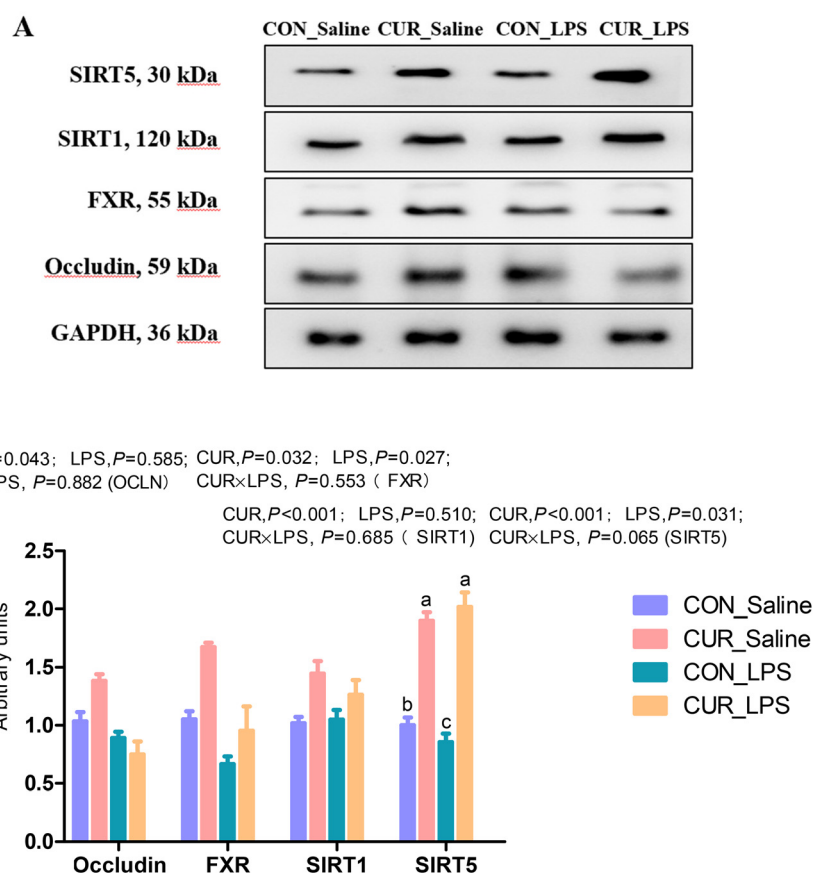 A
CON_Saline CUR_Saline CON_LPS CUR_LPS
SIRT5, 30 kDa
SIRT1, 120 kDa
FXR, 55 kDa
Occludin, 59 kDa
GAPDH, 36 kDa
=0.043; LPS,P=0.585; CUR,P=0.032; LPS,P=0.027;
PS, P=0.882 (OCLN) CUR×LPS, P=0.553 ( FXR)
CUR,P<0.001; LPS,P=0.510; CUR,P<0.001; LPS,P=0.031;
CUR×LPS, P=0.685 ( SIRT1) CUR×LPS, P=0.065 (SIRT5)
Arbitrary units
2.5
2.0
1.5
1.0
0.5
0.0
b
a
c
a
Occludin FXR SIRT1 SIRT5
CON_Saline
CUR_Saline
CON_LPS
CUR_LPS